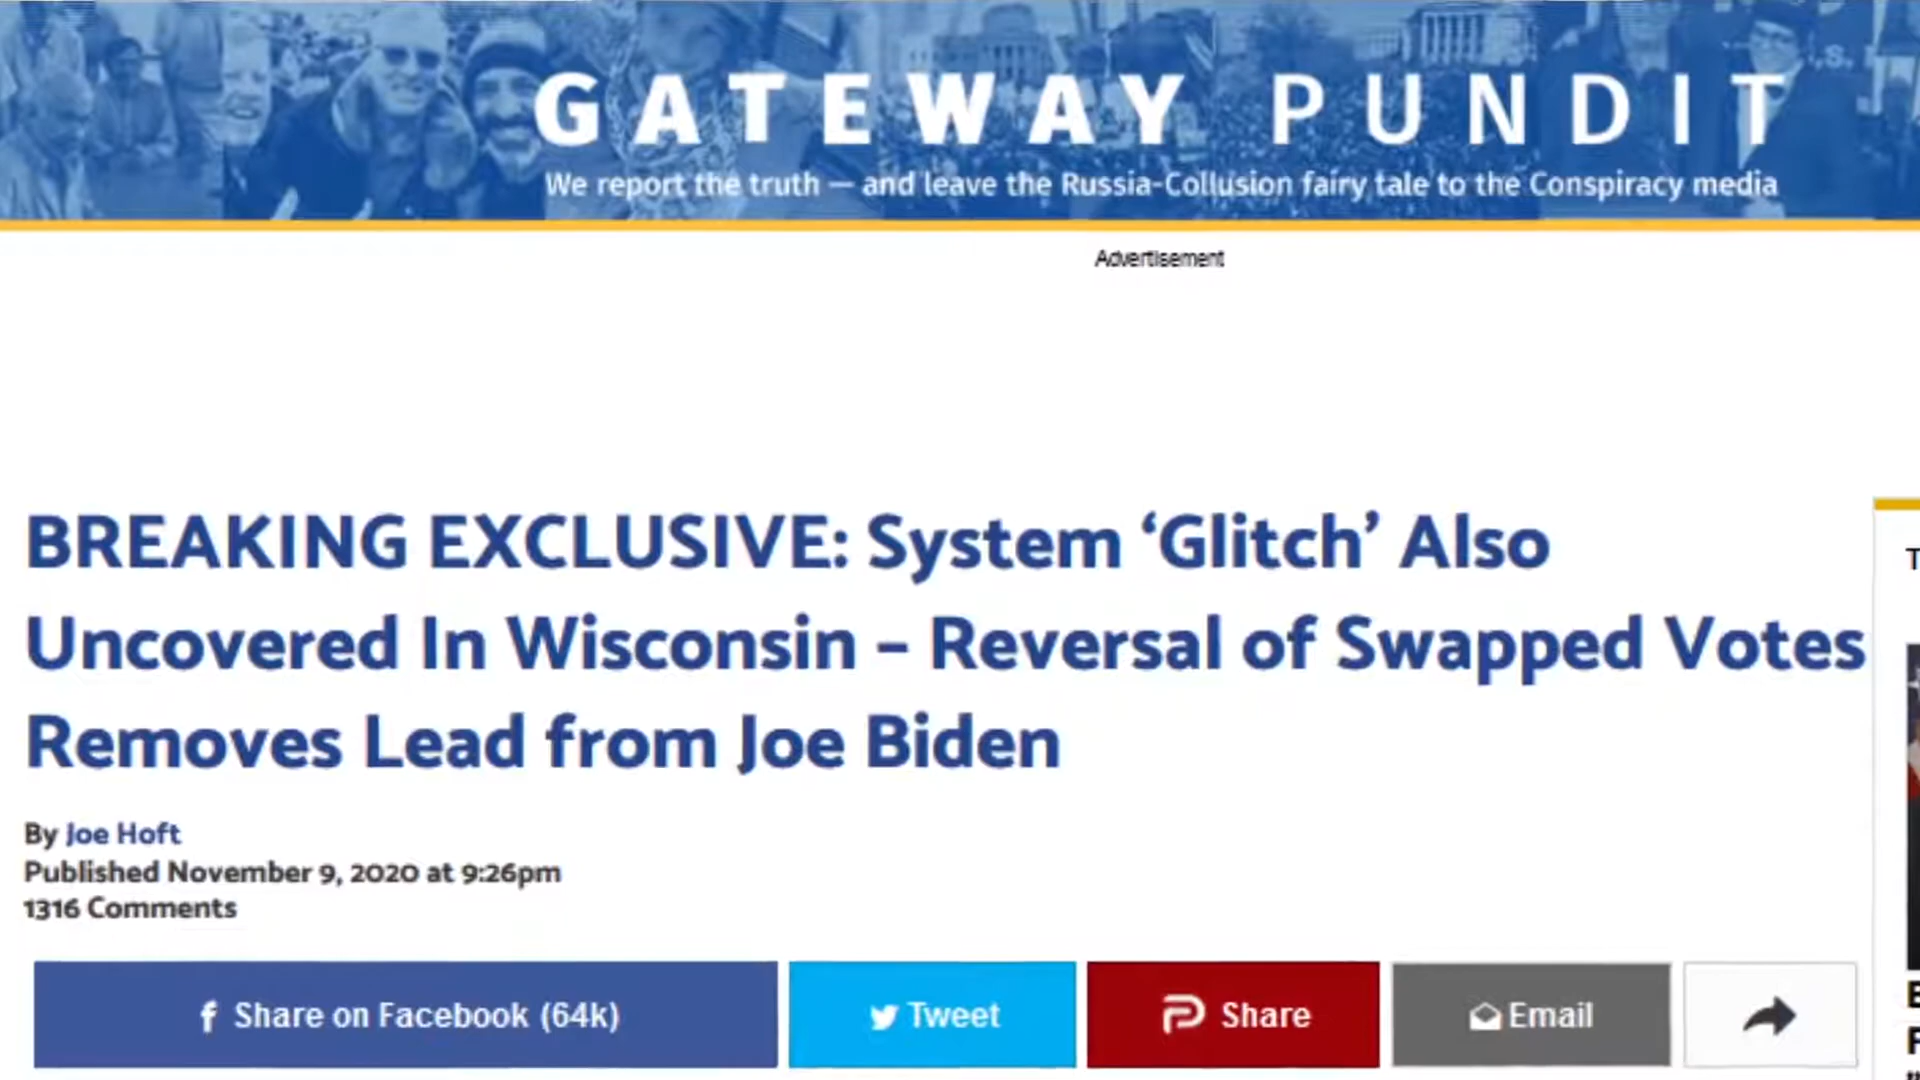 GATEWAY PUNDIT
We report the truth — and leave the Russia-Collusion fairy tale to the Conspiracy media
Advertisement
BREAKING EXCLUSIVE: System ‘Glitch’ Also
Uncovered In Wisconsin – Reversal of Swapped Votes
Removes Lead from Joe Biden
By Joe Hoft
Published November 9, 2020 at 9:26pm
1316 Comments
Share on Facebook (64k)
Tweet
Share
Email